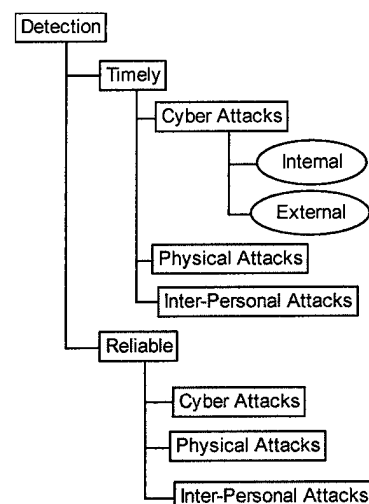 Detection
Timely
Cyber Attacks
Internal
External
Physical Attacks
Inter-Personal Attacks
Reliable
Cyber Attacks
Physical Attacks
Inter-Personal Attacks